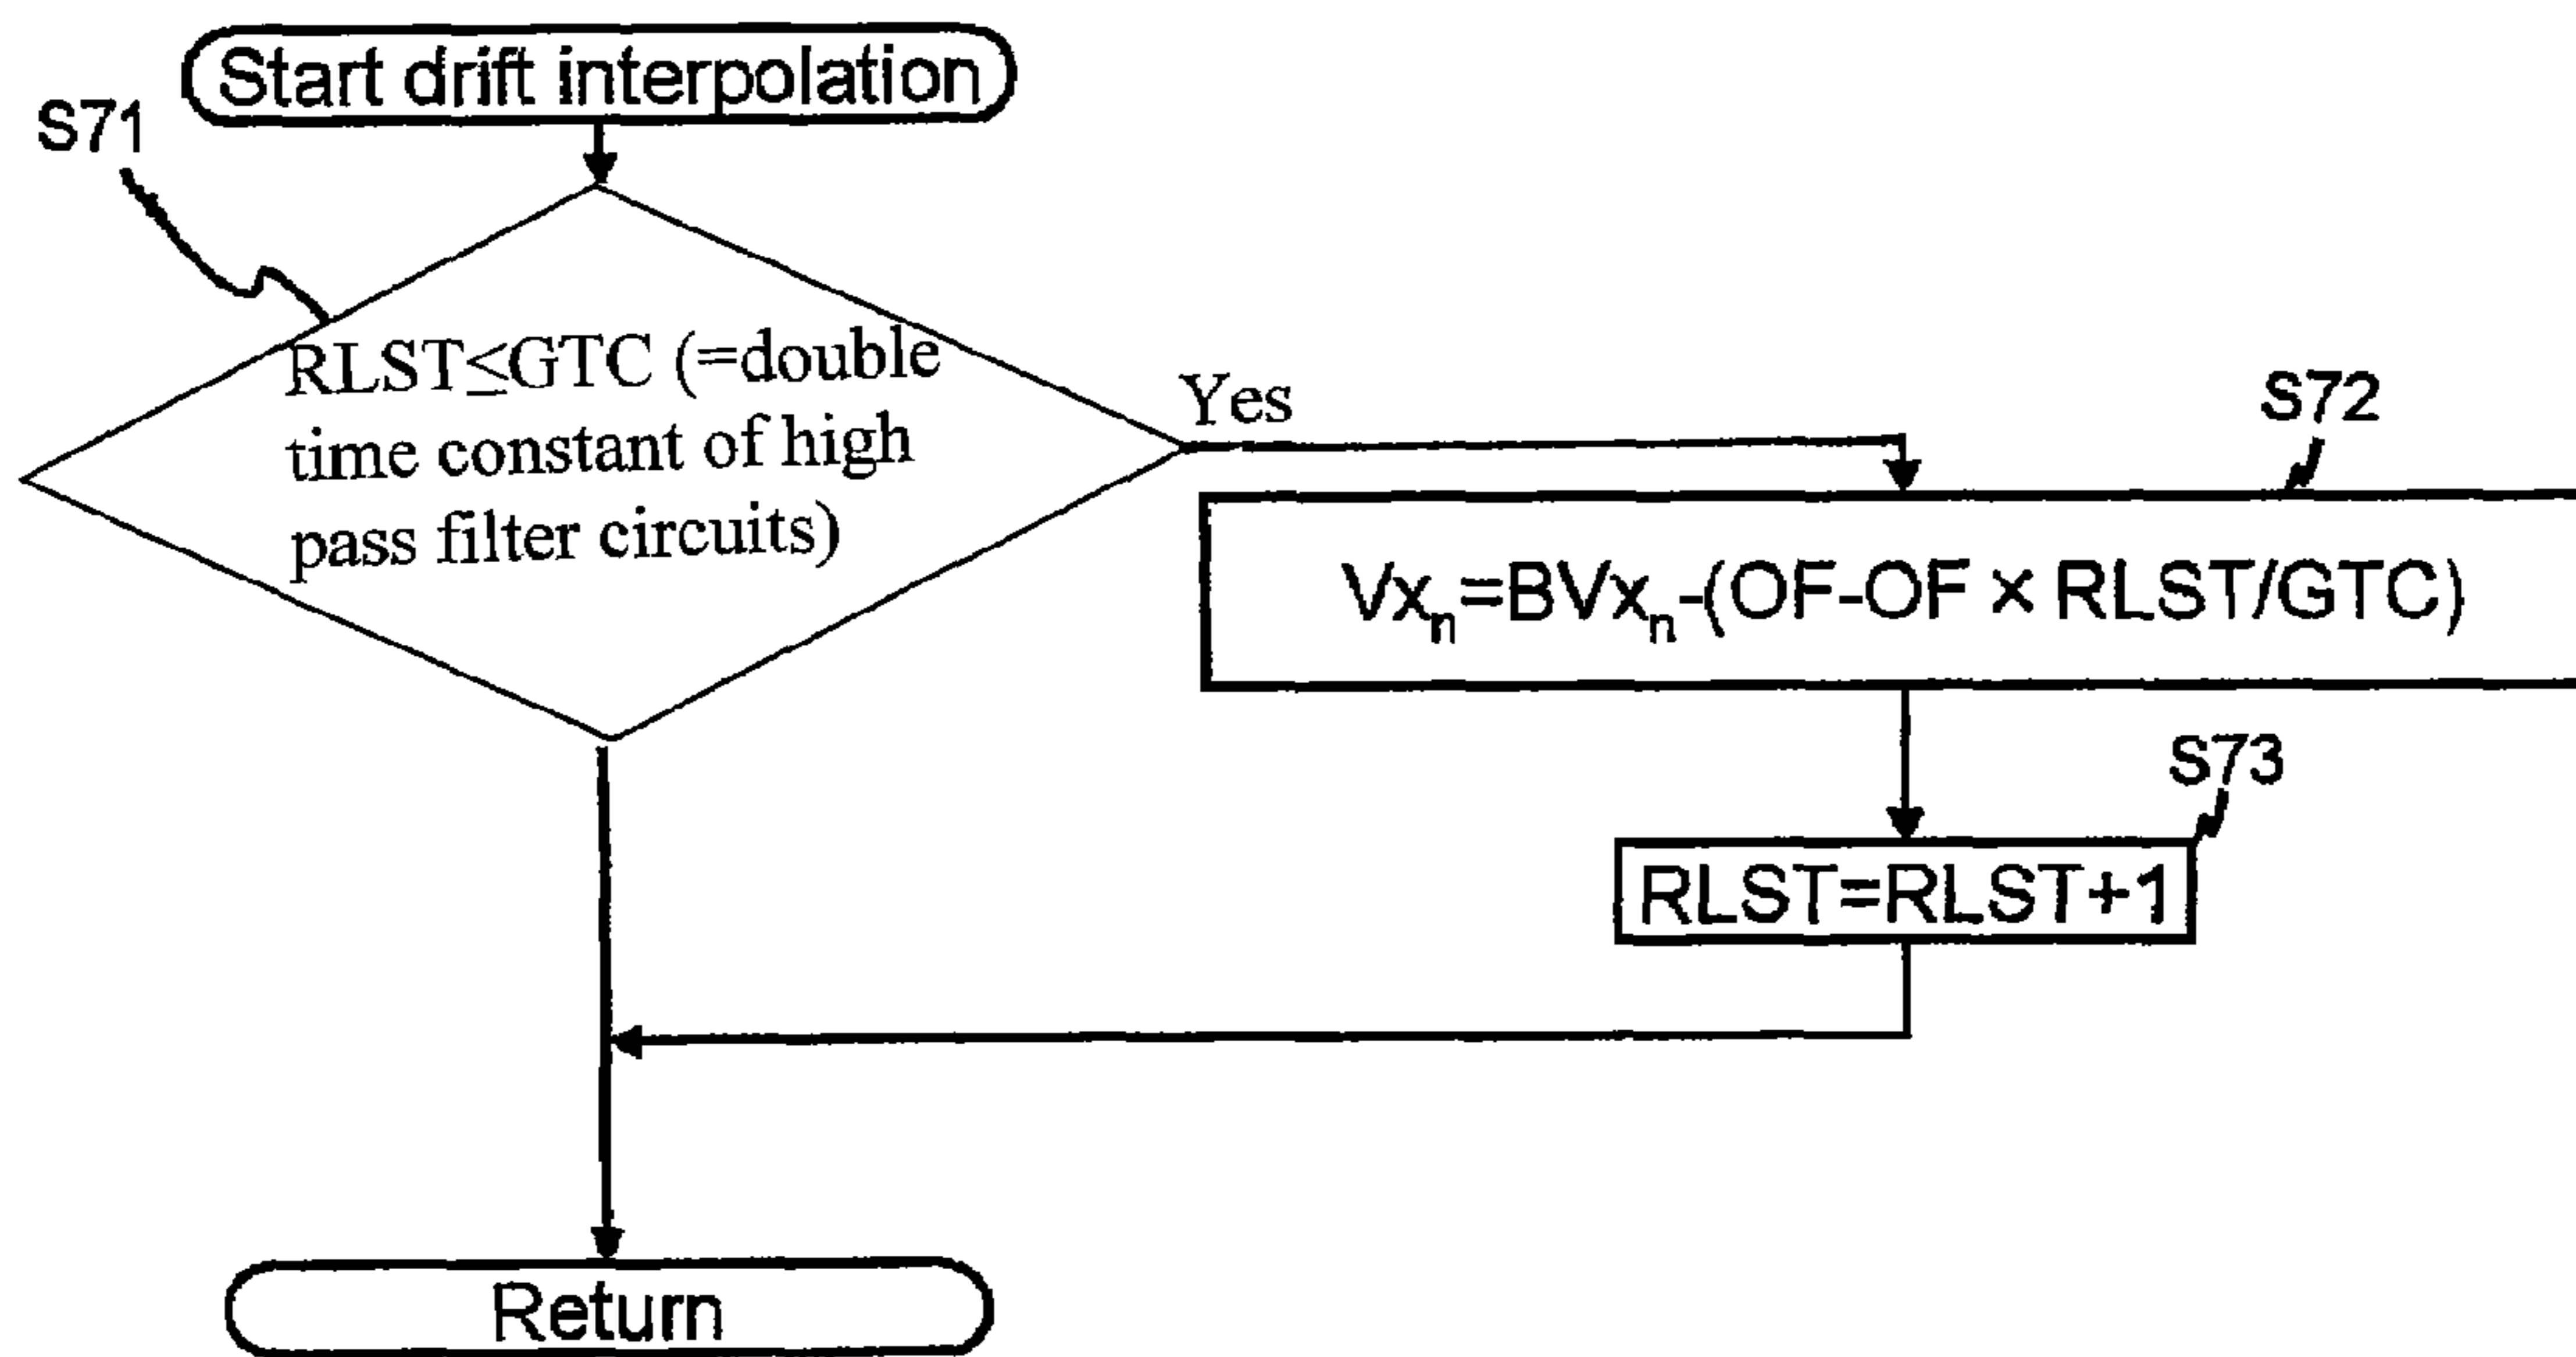 Start drift interpolation
S71
RLST≤GTC (=double
time constant of high
pass filter circuits)
Yes
S72
Vxₙ=BVxₙ-(OF-OF × RLST/GTC)
S73
RLST=RLST+1
Return